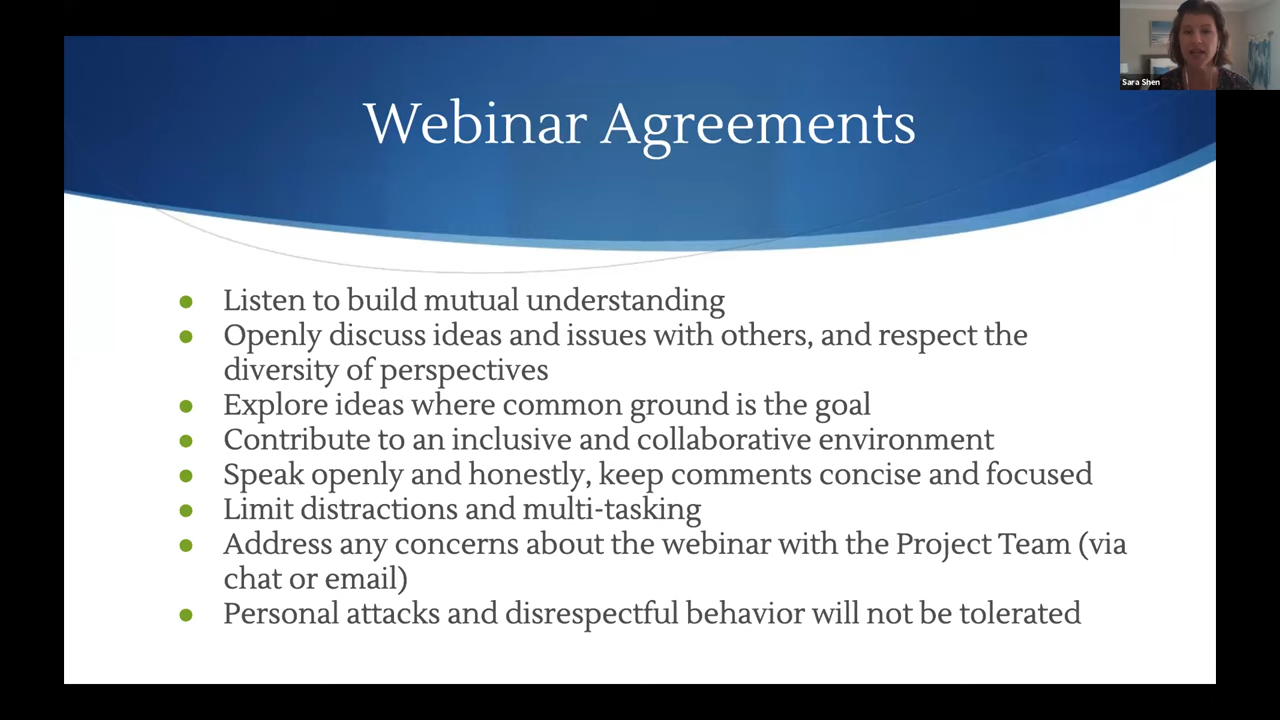 Sara Shen
Webinar Agreements
● Listen to build mutual understanding
● Openly discuss ideas and issues with others, and respect the
diversity of perspectives
● Explore ideas where common ground is the goal
● Contribute to an inclusive and collaborative environment
● Speak openly and honestly, keep comments concise and focused
● Limit distractions and multi-tasking
● Address any concerns about the webinar with the Project Team (via
chat or email)
● Personal attacks and disrespectful behavior will not be tolerated